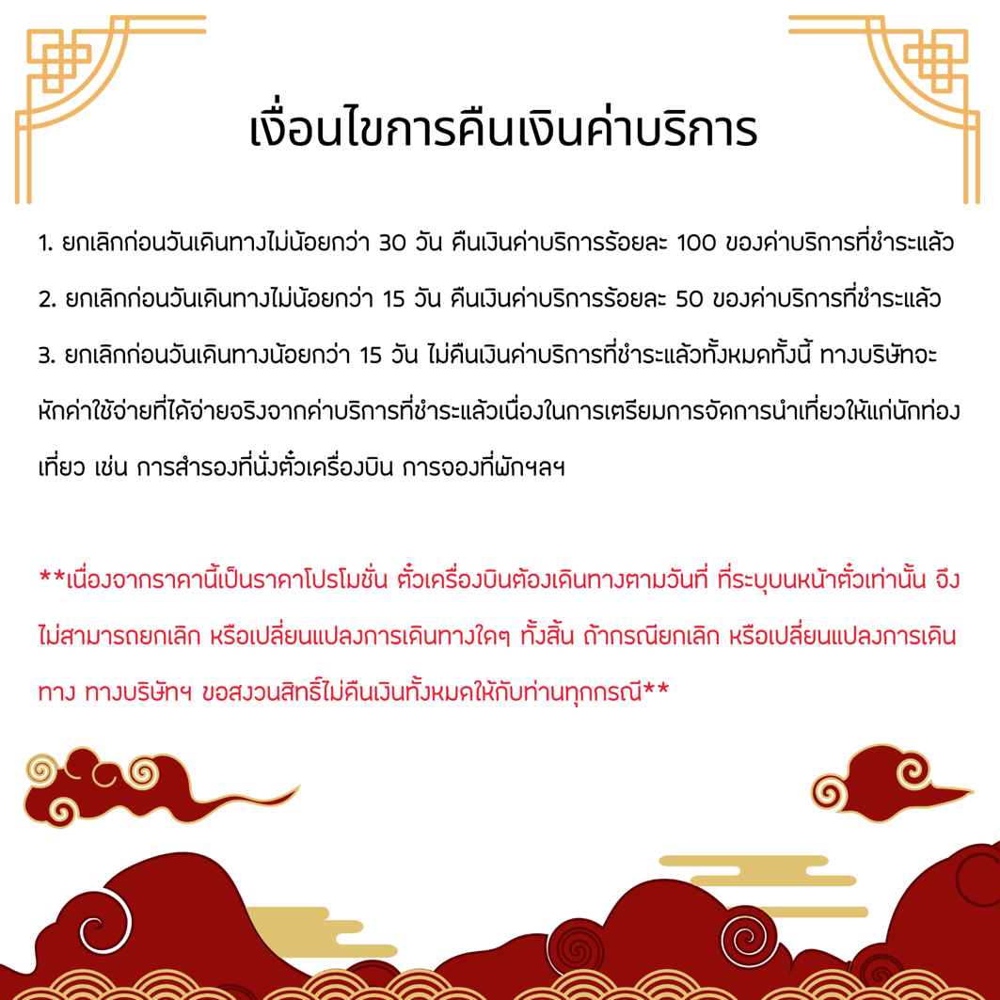 เงื่อนไขการคืนเงินค่าบริการ
1. ยกเลิกก่อนวันเดินทางไม่น้อยกว่า 30 วัน คืนเงินค่าบริการร้อยละ 100 ของค่าบริการที่ชำระแล้ว
2. ยกเลิกก่อนวันเดินทางไม่น้อยกว่า 15 วัน คืนเงินค่าบริการร้อยละ 50 ของค่าบริการที่ชำระแล้ว
3. ยกเลิกก่อนวันเดินทางน้อยกว่า 15 วัน ไม่คืนเงินค่าบริการที่ชำระแล้วทั้งหมดทั้งนี้ ทางบริษัทจะ
หักค่าใช้จ่ายที่ได้จ่ายจริงจากค่าบริการที่ชำระแล้วเนื่องในการเตรียมการจัดการนำเที่ยวให้แก่นักท่อง
เที่ยว เช่น การสำรองที่นั่งตั๋วเครื่องบิน การจองที่พักฯลฯ
**เนื่องจากราคานี้เป็นราคาโปรโมชั่น ตั๋วเครื่องบินต้องเดินทางตามวันที่ ที่ระบุบนหน้าตั๋วเท่านั้น จึง
ไม่สามารถยกเลิก หรือเปลี่ยนแปลงการเดินทางใดๆ ทั้งสิ้น ถ้ากรณียกเลิก หรือเปลี่ยนแปลงการเดิน
ทาง ทางบริษัทฯ ขอสงวนสิทธิ์ไม่คืนเงินทั้งหมดให้กับท่านทุกกรณี**